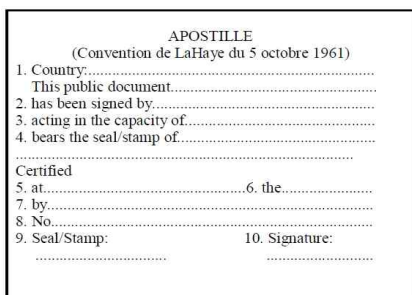 APOSTILLE
(Convention de LaHaye du 5 octobre 1961)
1. Country:..........................................................................
This public document.....................................................
2. has been signed by.........................................................
3. acting in the capacity of.................................................
4. bears the seal/stamp of...................................................
.......................................................................................
Certified
5. at..................................................6. the.......................
7. by...................................................................................
8. No..................................................................................
9. Seal/Stamp: 10. Signature:
.................................. ...........................